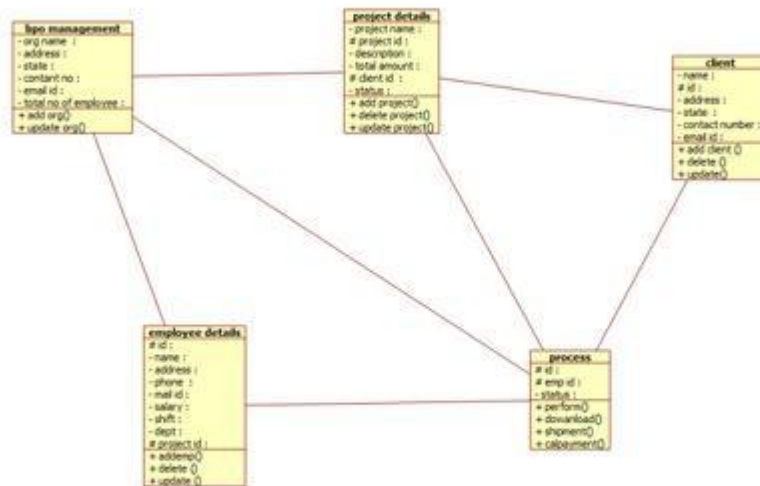 bpo management
- org name :
- address :
- state :
- contant no :
- email id :
- total no of employee :
+ add org()
+ update org()
project details
- project name :
# project id :
- description :
- total amount :
# client id :
- status :
+ add project()
+ delete project()
+ update project()
client
- name :
# id :
- address :
- state :
- contact number :
- email id :
+ add client ()
+ delete ()
+ update()
employee details
# id :
- name :
- address :
- phone :
- mail id :
- salary :
- shift :
- dept :
# project id :
+ addemp()
+ delete ()
+ update ()
process
# id :
# emp id :
- status :
+ perform()
+ dowanload()
+ shipment()
+ calpayment()